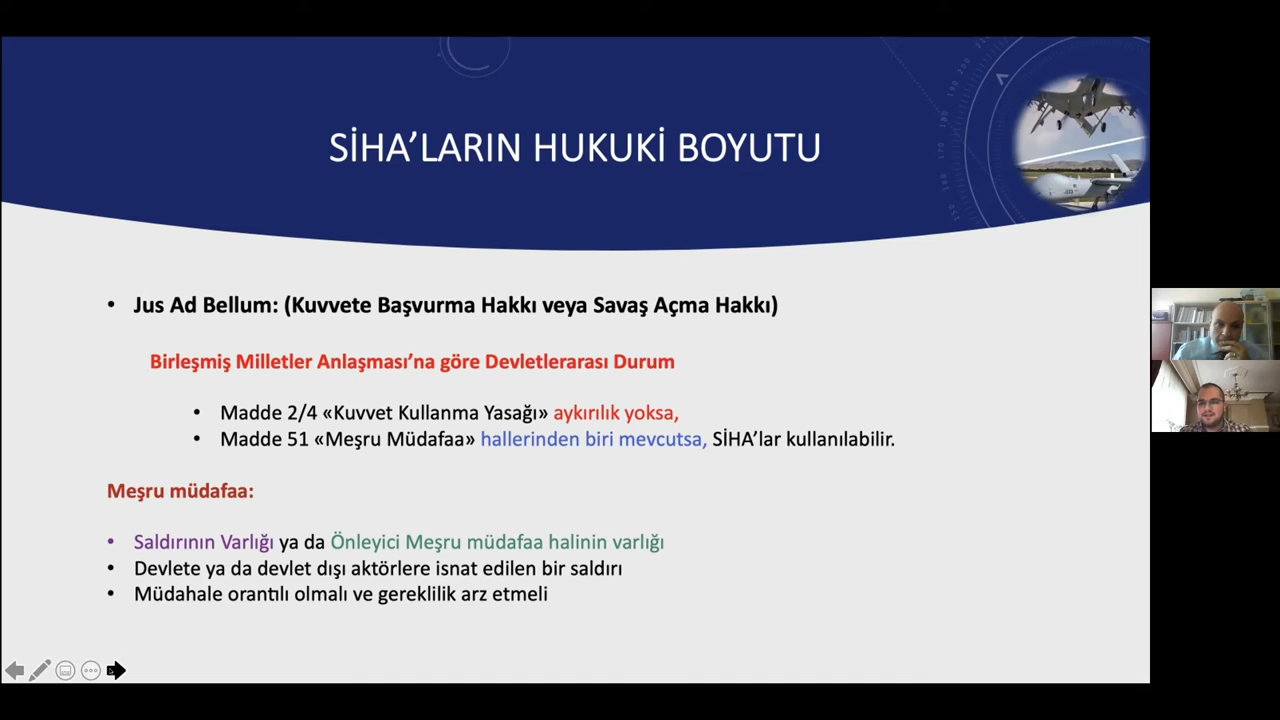 SİHA’LARIN HUKUKİ BOYUTU
• Jus Ad Bellum: (Kuvvete Başvurma Hakkı veya Savaş Açma Hakkı)
Birleşmiş Milletler Anlaşması’na göre Devletlerarası Durum
• Madde 2/4 «Kuvvet Kullanma Yasağı» aykırılık yoksa,
• Madde 51 «Meşru Müdafaa» hallerinden biri mevcutsa, SİHA’lar kullanılabilir.
Meşru müdafaa:
• Saldırının Varlığı ya da Önleyici Meşru müdafaa halinin varlığı
• Devlete ya da devlet dışı aktörlere isnat edilen bir saldırı
• Müdahale orantılı olmalı ve gereklilik arz etmeli